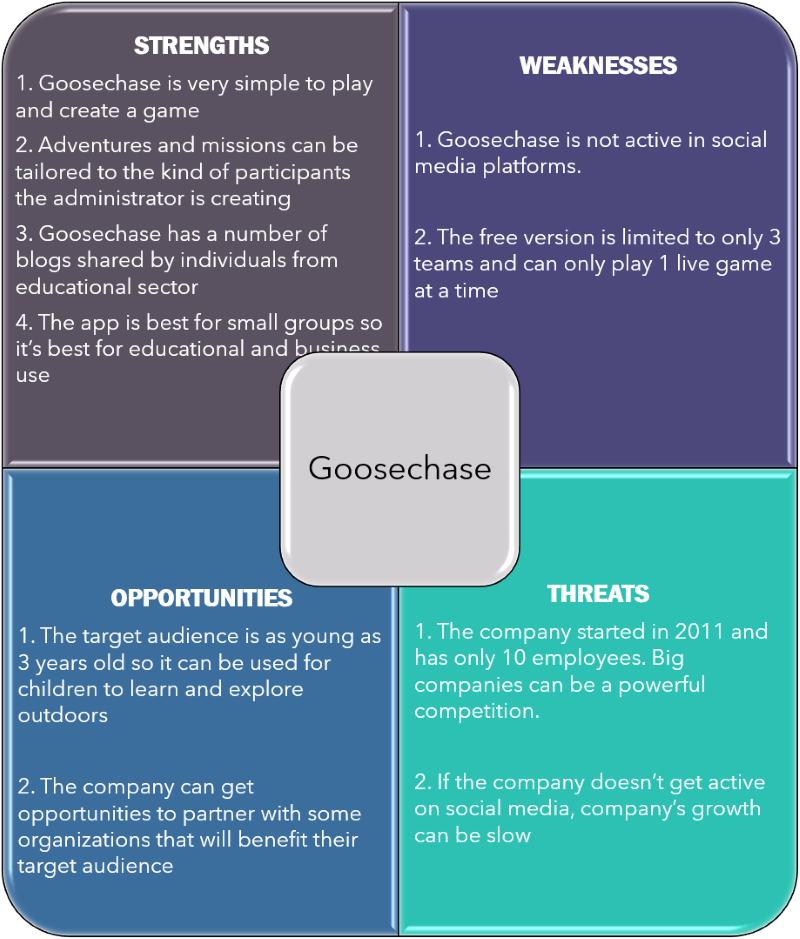 STRENGTHS
1. Goosechase is very simple to play
and create a game
2. Adventures and missions can be
tailored to the kind of participants
the administrator is creating
3. Goosechase has a number of
blogs shared by individuals from
educational sector
4. The app is best for small groups so
it's best for educational and business
use
WEAKNESSES
1. Goosechase is not active in social
media platforms.
2. The free version is limited to only 3
teams and can only play 1 live game
at a time
Goosechase
OPPORTUNITIES
1. The target audience is as young as
3 years old so it can be used for
children to learn and explore
outdoors
2. The company can get
opportunities to partner with some
organizations that will benefit their
target audience
THREATS
1. The company started in 2011 and
has only 10 employees. Big
companies can be a powerful
competition.
2. If the company doesn't get active
on social media, company's growth
can be slow